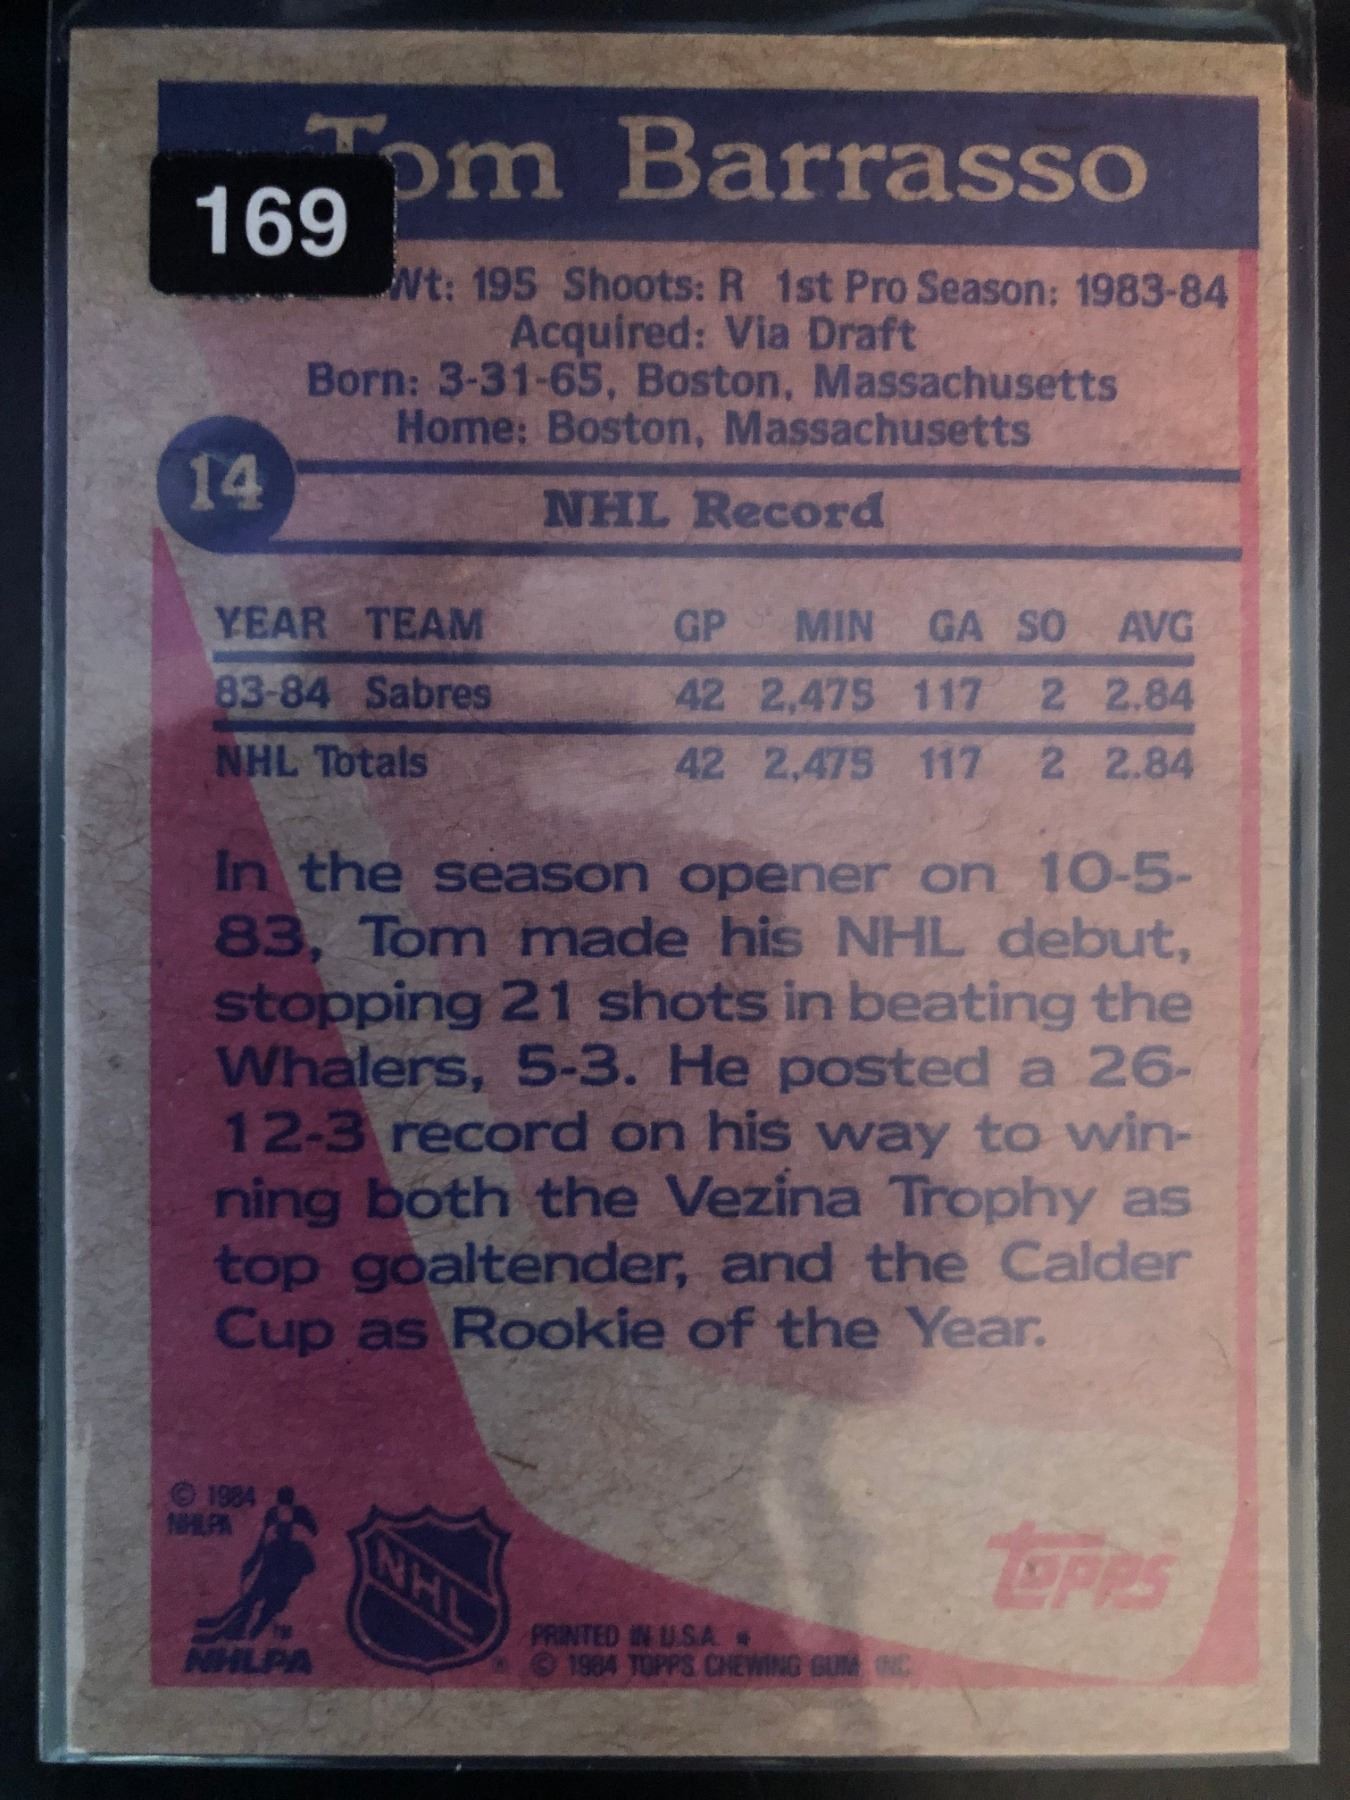 Tom Barrasso
169
Wt: 195 Shoots: R 1st Pro Season: 1983-84
Acquired: Via Draft
Born: 3-31-65, Boston, Massachusetts
Home: Boston, Massachusetts
14
NHL Record
YEAR TEAM GP MIN GA SO AVG
83-84 Sabres 42 2,475 117 2 2.84
NHL Totals 42 2,475 117 2 2.84
In the season opener on 10-5-
83, Tom made his NHL debut,
stopping 21 shots in beating the
Whalers, 5-3. He posted a 26-
12-3 record on his way to win-
ning both the Vezina Trophy as
top goaltender, and the Calder
Cup as Rookie of the Year.
© 1984
NHLPA
NHL
topps
TM
NHLPA
PRINTED IN U.S.A. *
© 1984 TOPPS CHEWING GUM, INC.